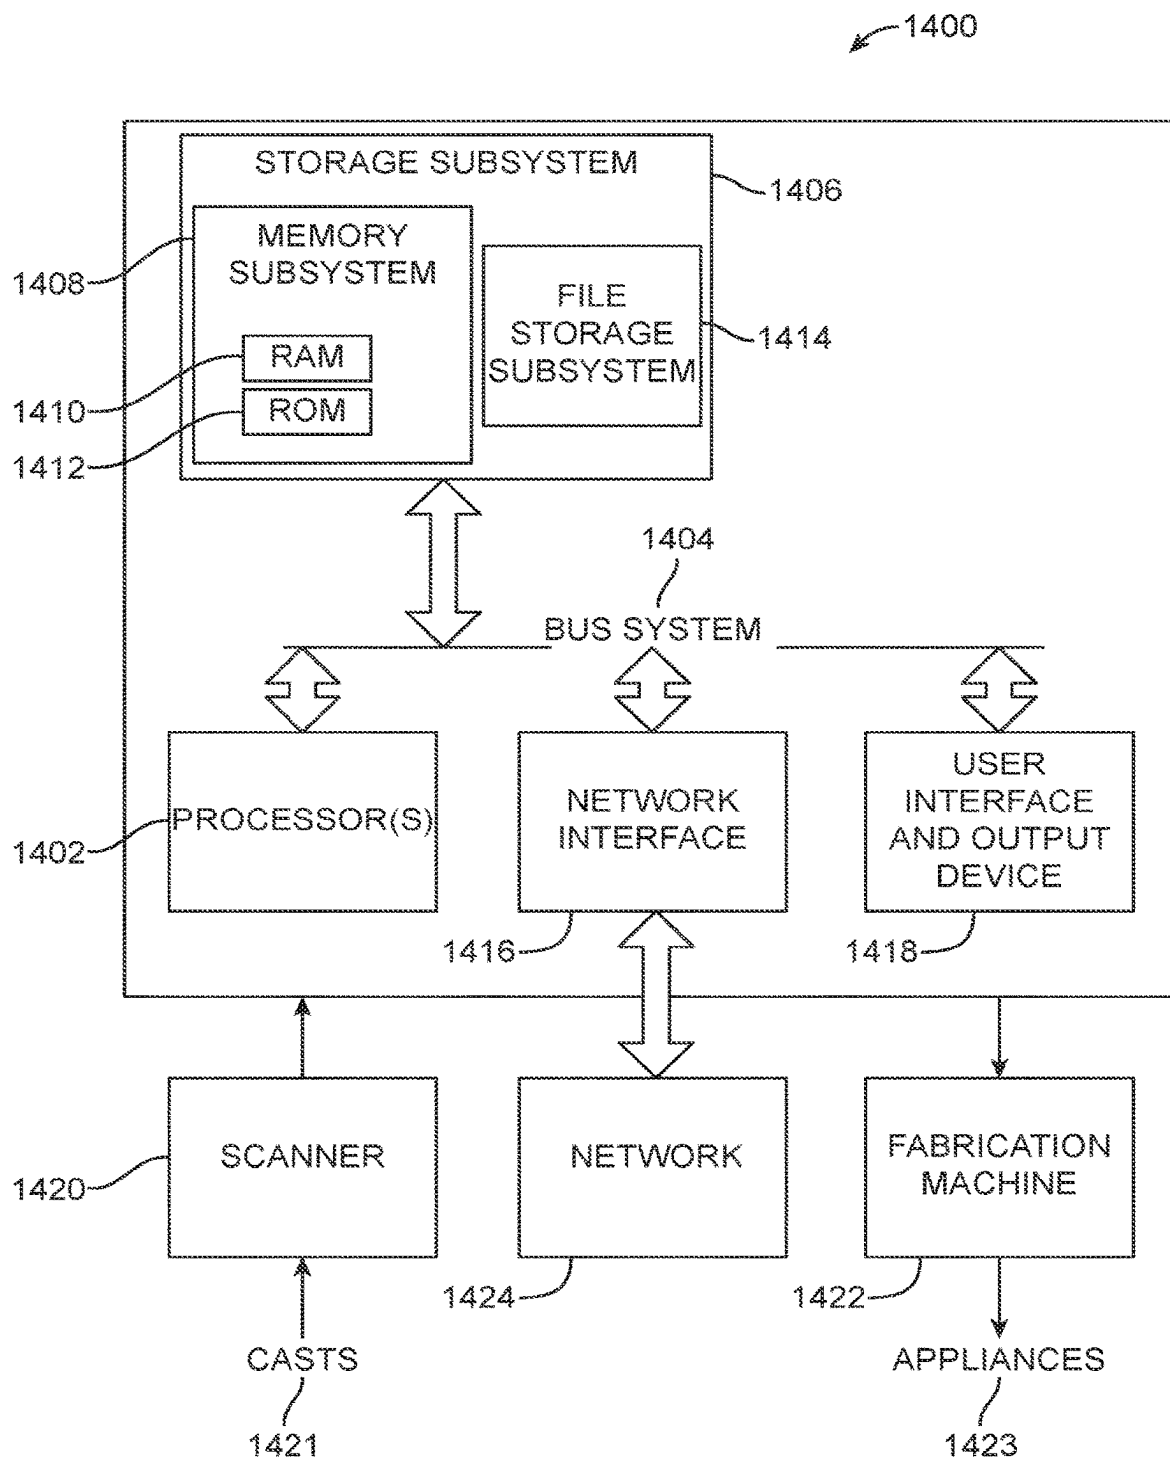 1400
STORAGE SUBSYSTEM
1406
MEMORY
SUBSYSTEM
1408
FILE
STORAGE
SUBSYSTEM
1414
RAM
1410
ROM
1412
1404
BUS SYSTEM
PROCESSOR(S)
1402
NETWORK
INTERFACE
1416
USER
INTERFACE
AND OUTPUT
DEVICE
1418
SCANNER
1420
NETWORK
1424
FABRICATION
MACHINE
1422
CASTS
1421
APPLIANCES
1423